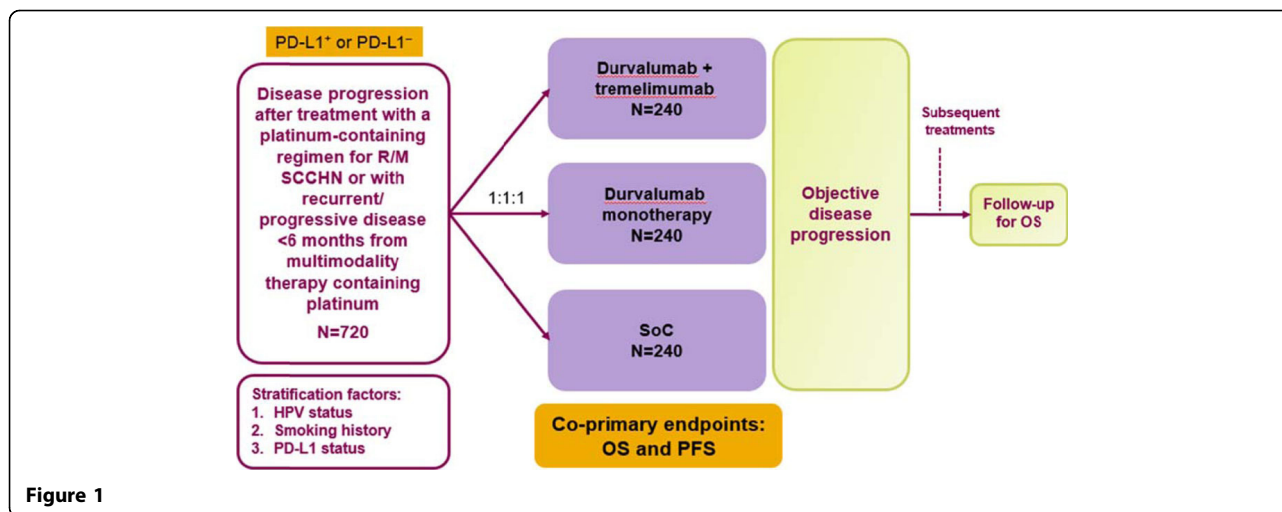 PD-L1⁺ or PD-L1⁻
Disease progression
after treatment with a
platinum-containing
regimen for R/M
SCCHN or with
recurrent/
progressive disease
<6 months from
multimodality
therapy containing
platinum
N=720
Stratification factors:
1. HPV status
2. Smoking history
3. PD-L1 status
1:1:1
Durvalumab +
tremelimumab
N=240
Durvalumab
monotherapy
N=240
SoC
N=240
Co-primary endpoints:
OS and PFS
Objective
disease
progression
Subsequent
treatments
Follow-up
for OS
Figure 1